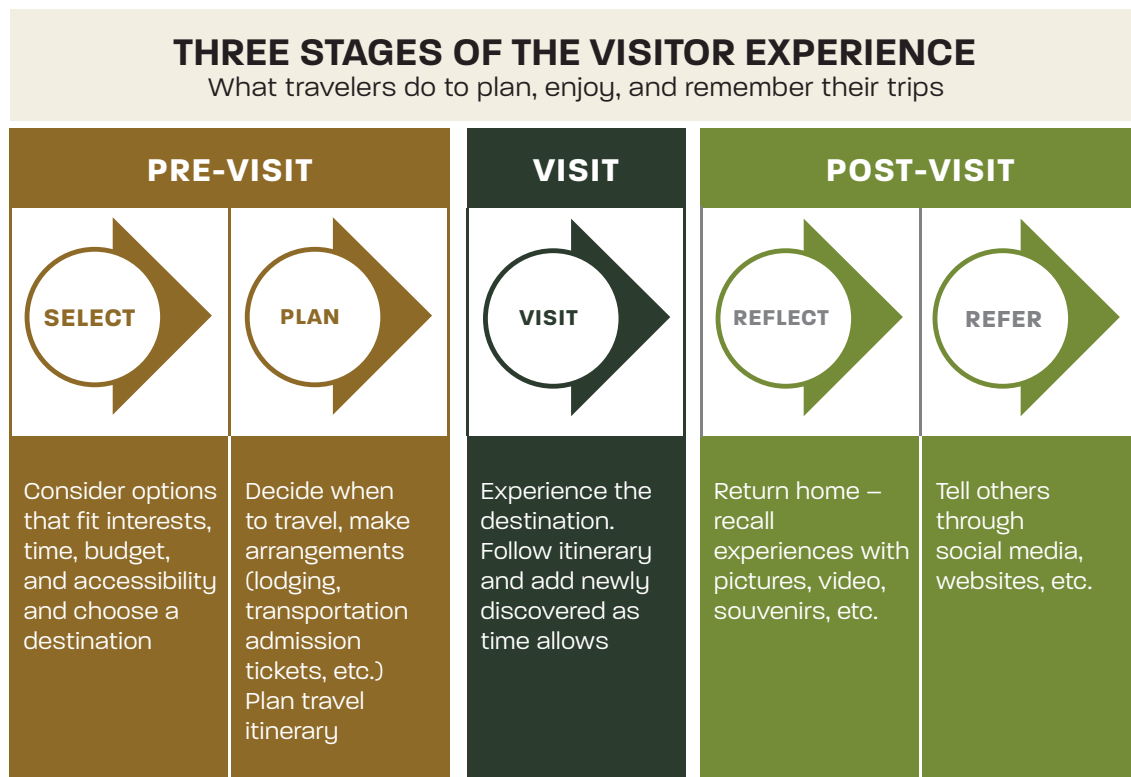 THREE STAGES OF THE VISITOR EXPERIENCE
What travelers do to plan, enjoy, and remember their trips
PRE-VISIT
SELECT
Consider options
that fit interests,
time, budget,
and accessibility
and choose a
destination
PLAN
Decide when
to travel, make
arrangements
(lodging,
transportation
admission
tickets, etc.)
Plan travel
itinerary
VISIT
VISIT
Experience the
destination.
Follow itinerary
and add newly
discovered as
time allows
POST-VISIT
REFLECT
Return home –
recall
experiences with
pictures, video,
souvenirs, etc.
REFER
Tell others
through
social media,
websites, etc.